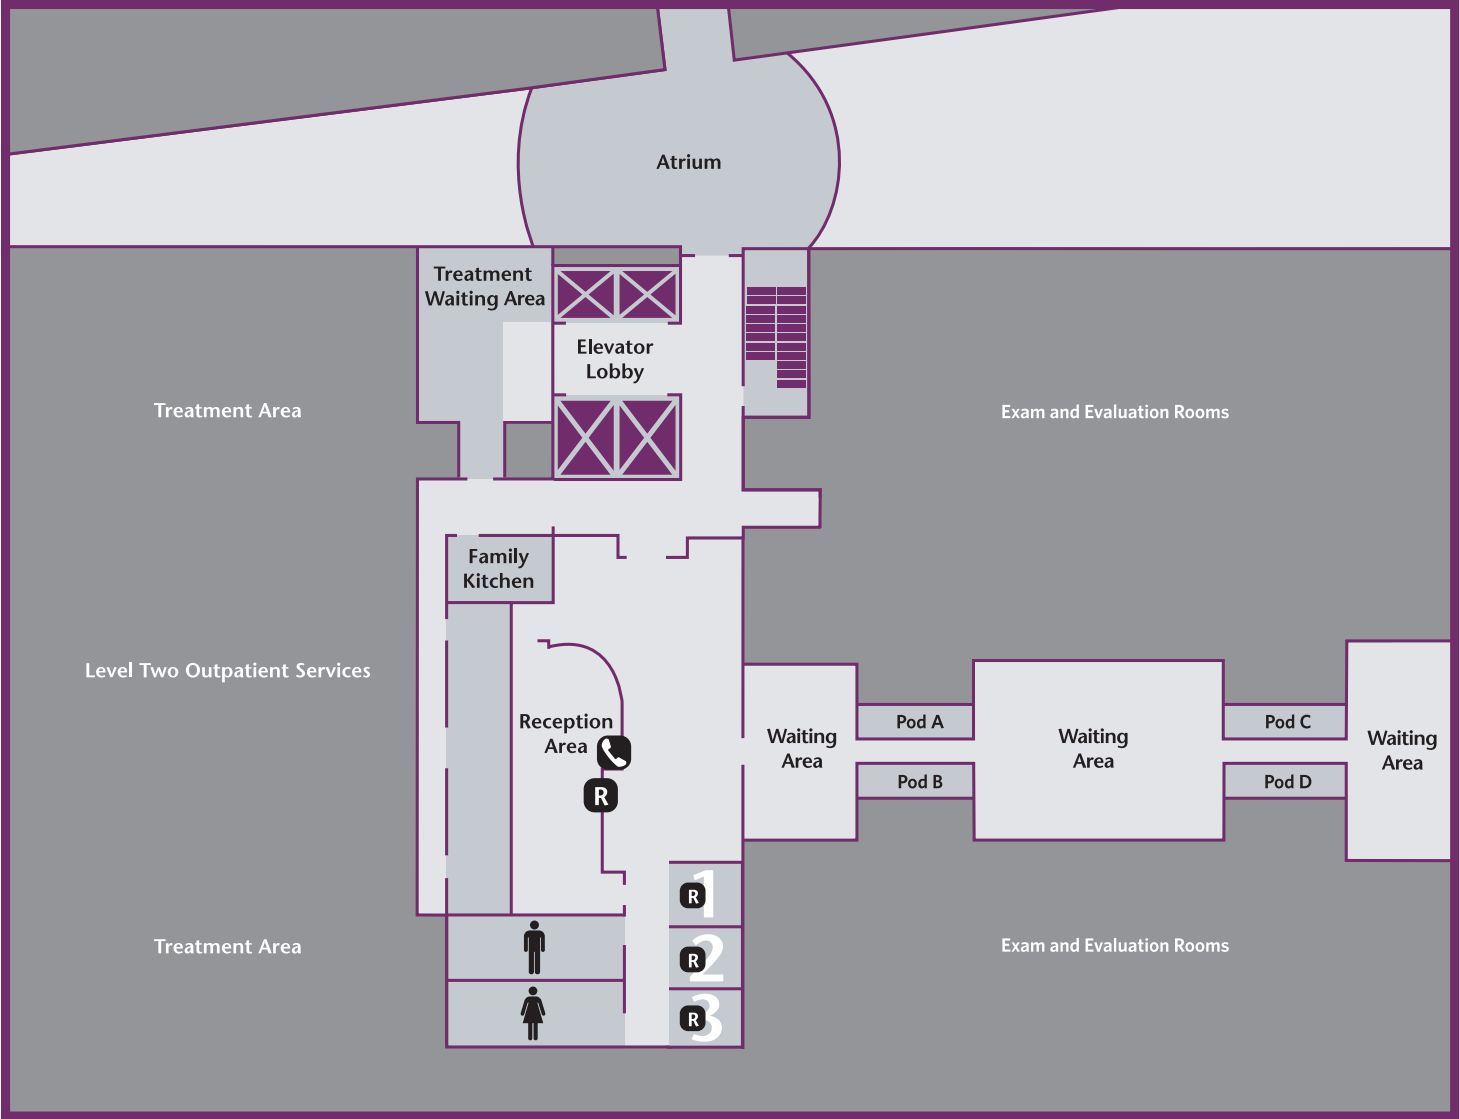 Atrium
Treatment
Waiting Area
Elevator
Lobby
Treatment Area
Exam and Evaluation Rooms
Family
Kitchen
Level Two Outpatient Services
Reception
Area
R
Waiting
Area
Pod A
Pod B
Waiting
Area
Pod C
Pod D
Waiting
Area
R 1
R 2
R 3
Treatment Area
Exam and Evaluation Rooms